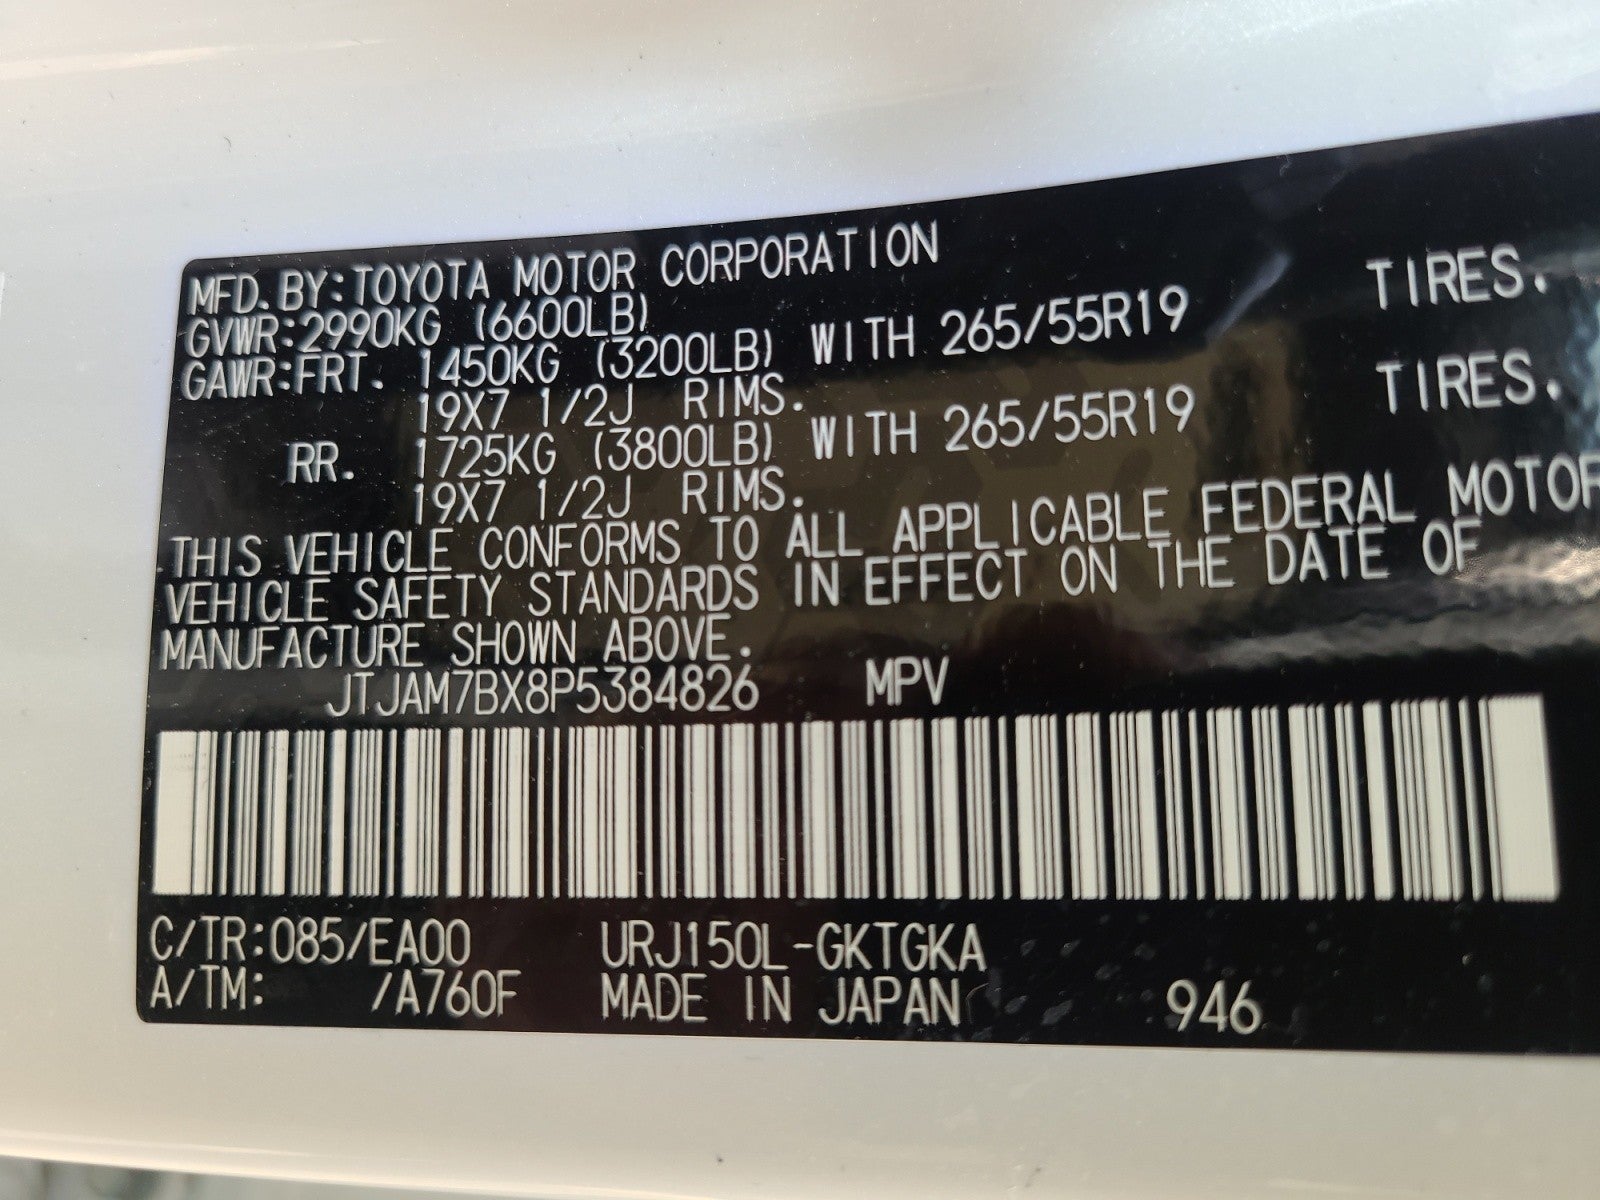 MFD. BY: TOYOTA MOTOR CORPORATION
GVWR: 2990KG (6600LB)
GAWR: FRT. 1450KG (3200LB) WITH 265/55R19 TIRES.
19X7 1/2J RIMS.
RR. 1725KG (3800LB) WITH 265/55R19 TIRES.
19X7 1/2J RIMS.
THIS VEHICLE CONFORMS TO ALL APPLICABLE FEDERAL MOTOR
VEHICLE SAFETY STANDARDS IN EFFECT ON THE DATE OF
MANUFACTURE SHOWN ABOVE.
JTJAM7BX8P5384826 MPV
C/TR: 085/EA00 URJ150L-GKTGKA
A/TM: /A760F MADE IN JAPAN 946